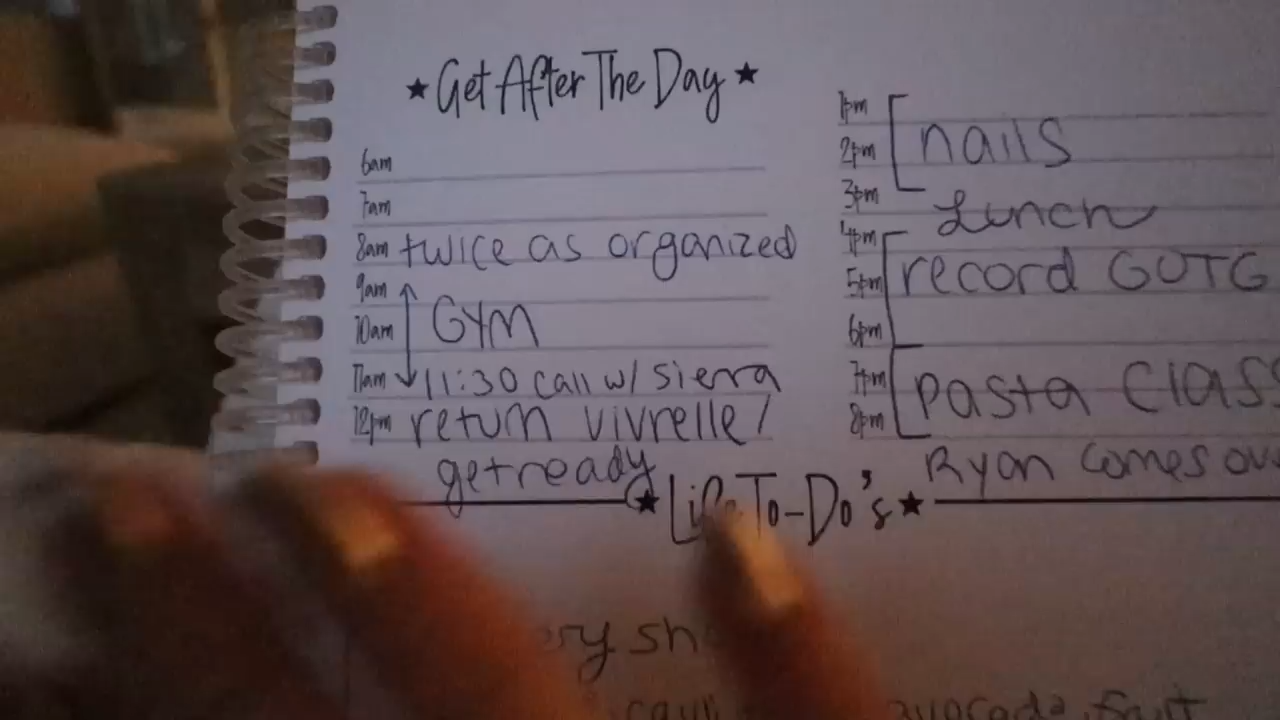 ★ Get After The Day ★
6am
7am
8am twice as organized
9am
10am GYM
11am 11:30 call w/ sierra
12pm return vivrelle/
get ready
1pm
2pm nails
3pm
Lunch
4pm
5pm record GOTG
6pm
7pm pasta Class
8pm
Ryan comes
★ Life To-Do's ★
avocado